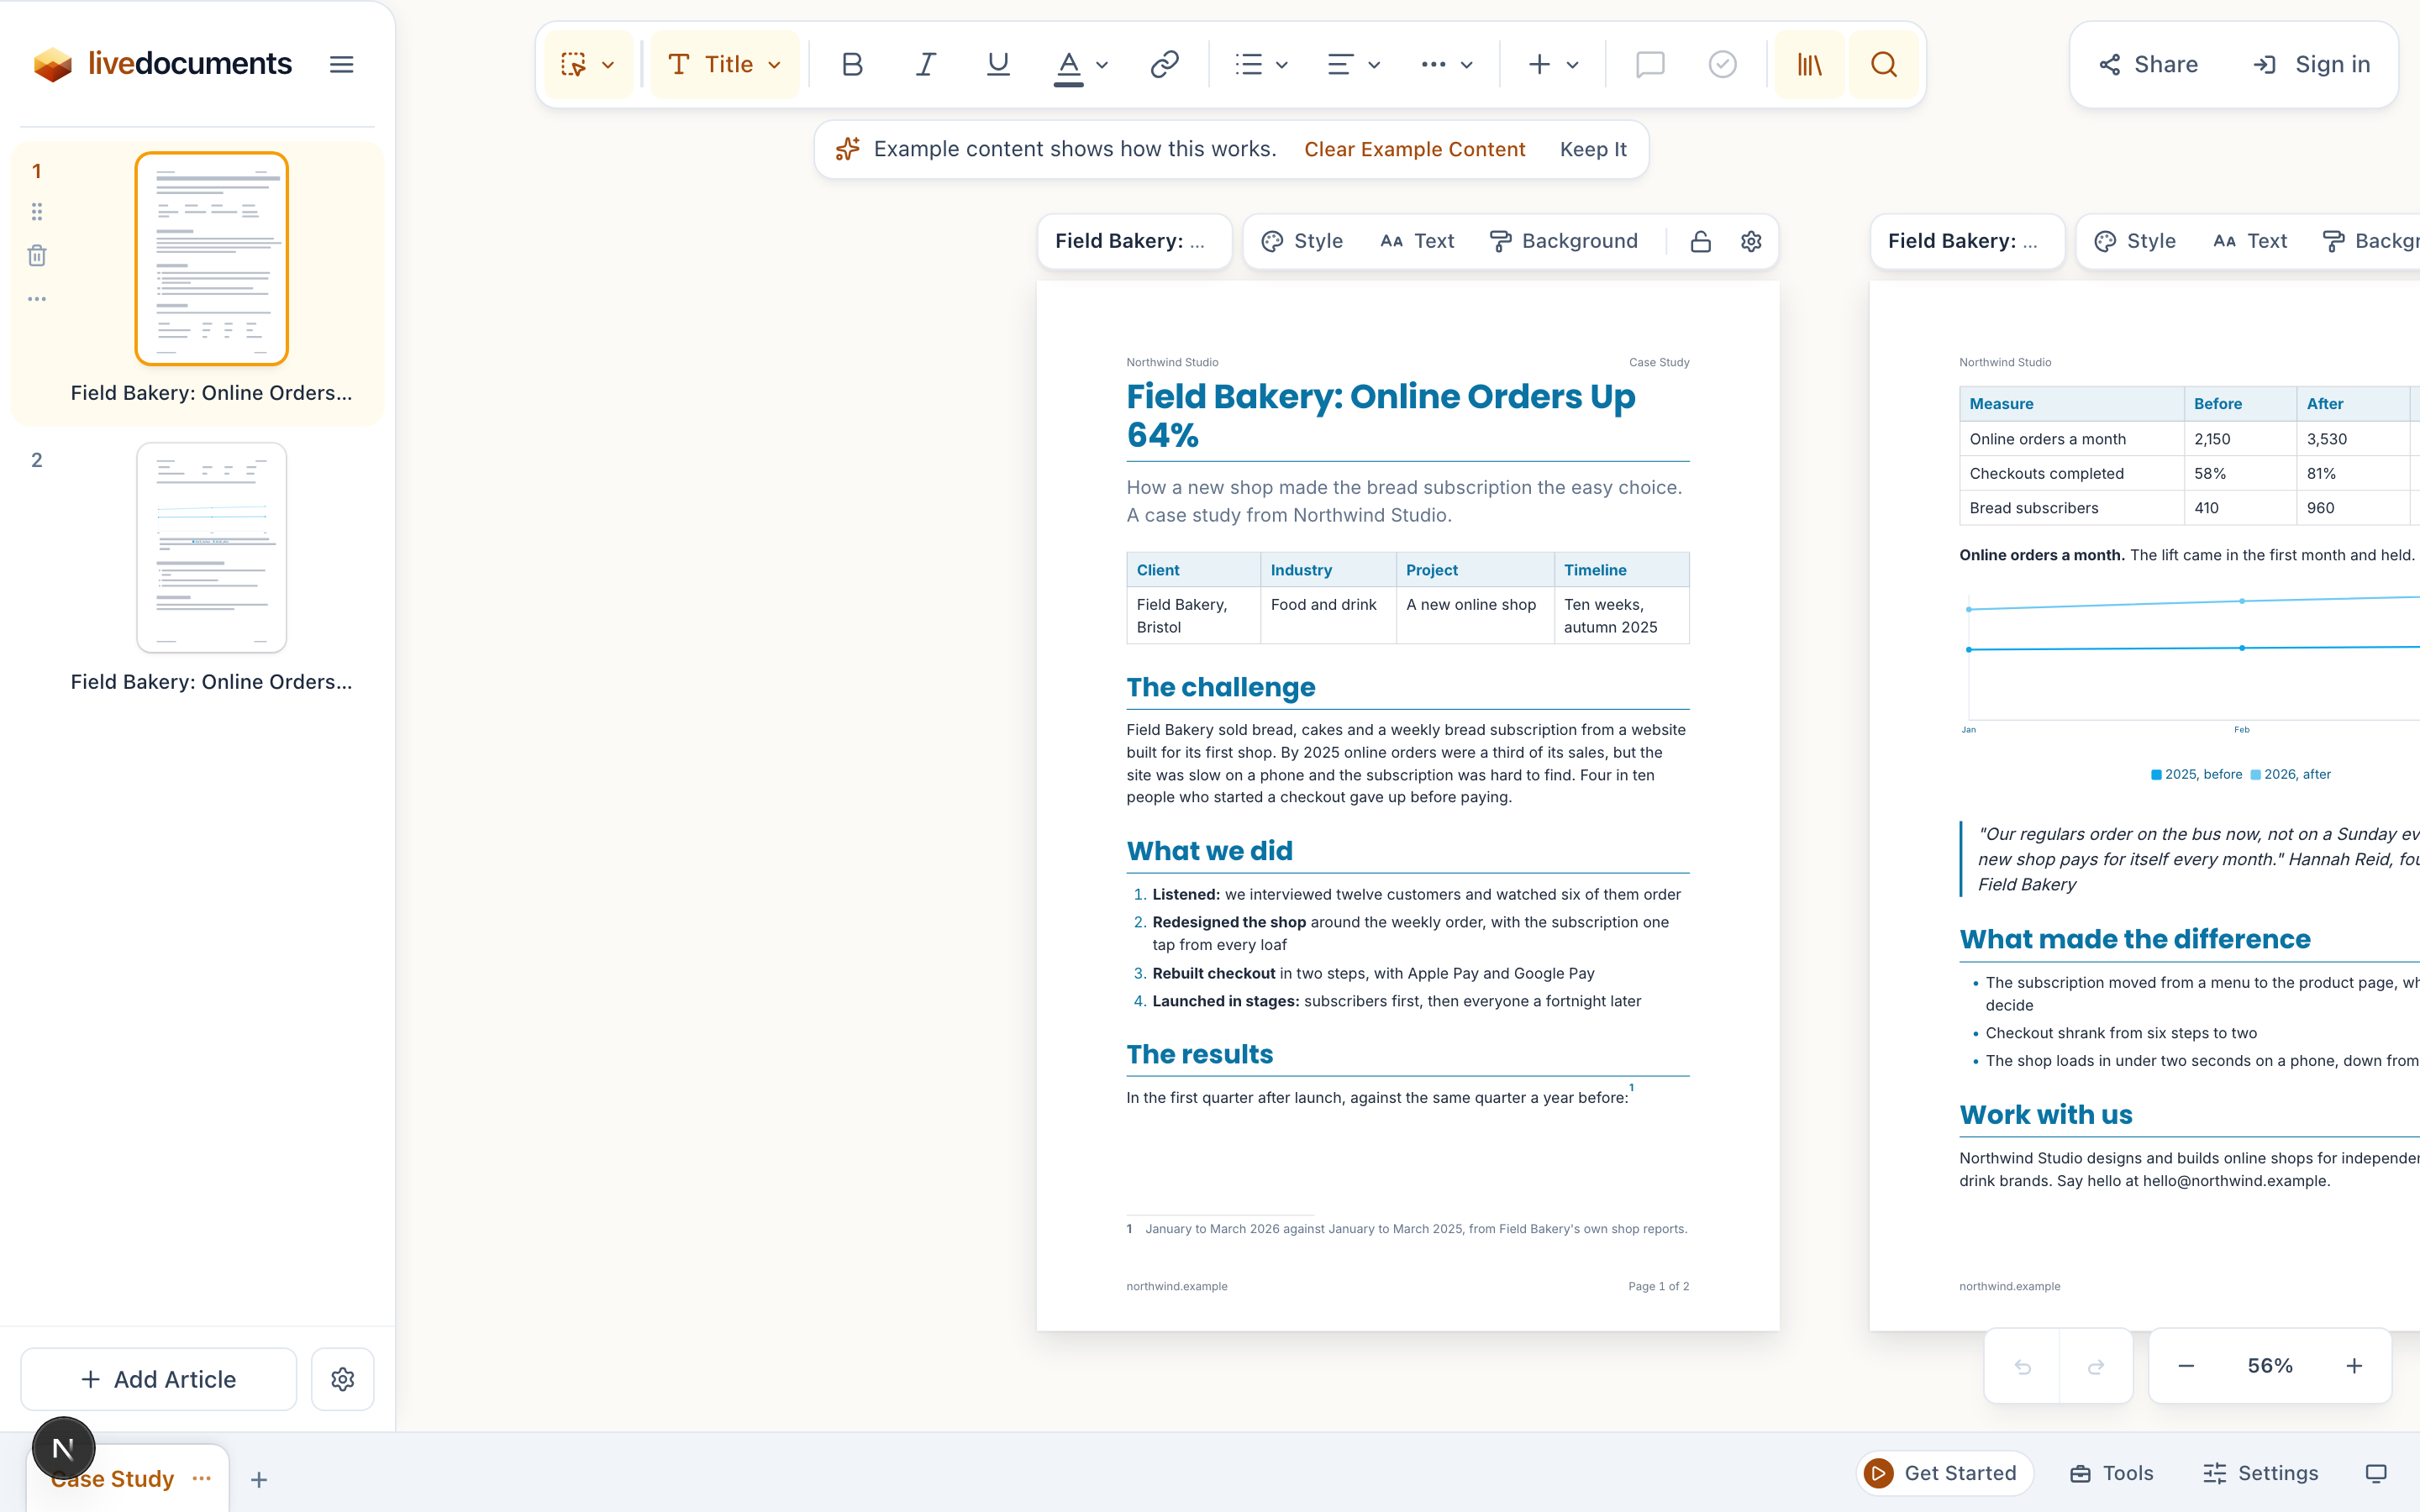 livedocuments
Title
B
I
U
A
Share
Sign in
Example content shows how this works.
Clear Example Content
Keep It
1
Field Bakery: Online Orders...
2
Field Bakery: Online Orders...
Add Article
Field Bakery: ...
Style
Text
Background
Northwind Studio
Case Study
Field Bakery: Online Orders Up
64%
How a new shop made the bread subscription the easy choice.
A case study from Northwind Studio.
Client Industry Project Timeline
Field Bakery, Food and drink A new online shop Ten weeks,
Bristol autumn 2025
The challenge
Field Bakery sold bread, cakes and a weekly bread subscription from a website
built for its first shop. By 2025 online orders were a third of its sales, but the
site was slow on a phone and the subscription was hard to find. Four in ten
people who started a checkout gave up before paying.
What we did
1. Listened: we interviewed twelve customers and watched six of them order
2. Redesigned the shop around the weekly order, with the subscription one
tap from every loaf
3. Rebuilt checkout in two steps, with Apple Pay and Google Pay
4. Launched in stages: subscribers first, then everyone a fortnight later
The results
In the first quarter after launch, against the same quarter a year before:1
1 January to March 2026 against January to March 2025, from Field Bakery's own shop reports.
northwind.example
Page 1 of 2
Field Bakery: ...
Style
Text
Northwind Studio
Measure Before After
Online orders a month 2,150 3,530
Checkouts completed 58% 81%
Bread subscribers 410 960
Online orders a month. The lift came in the first month and held.
Jan
Feb
2025, before 2026, after
"Our regulars order on the bus now, not on a Sunday
new shop pays for itself every month." Hannah Reid,
Field Bakery
What made the difference
• The subscription moved from a menu to the product page,
decide
• Checkout shrank from six steps to two
• The shop loads in under two seconds on a phone, down from
Work with us
Northwind Studio designs and builds online shops for
drink brands. Say hello at hello@northwind.example.
northwind.example
56%
N
Case Study
Get Started
Tools
Settings